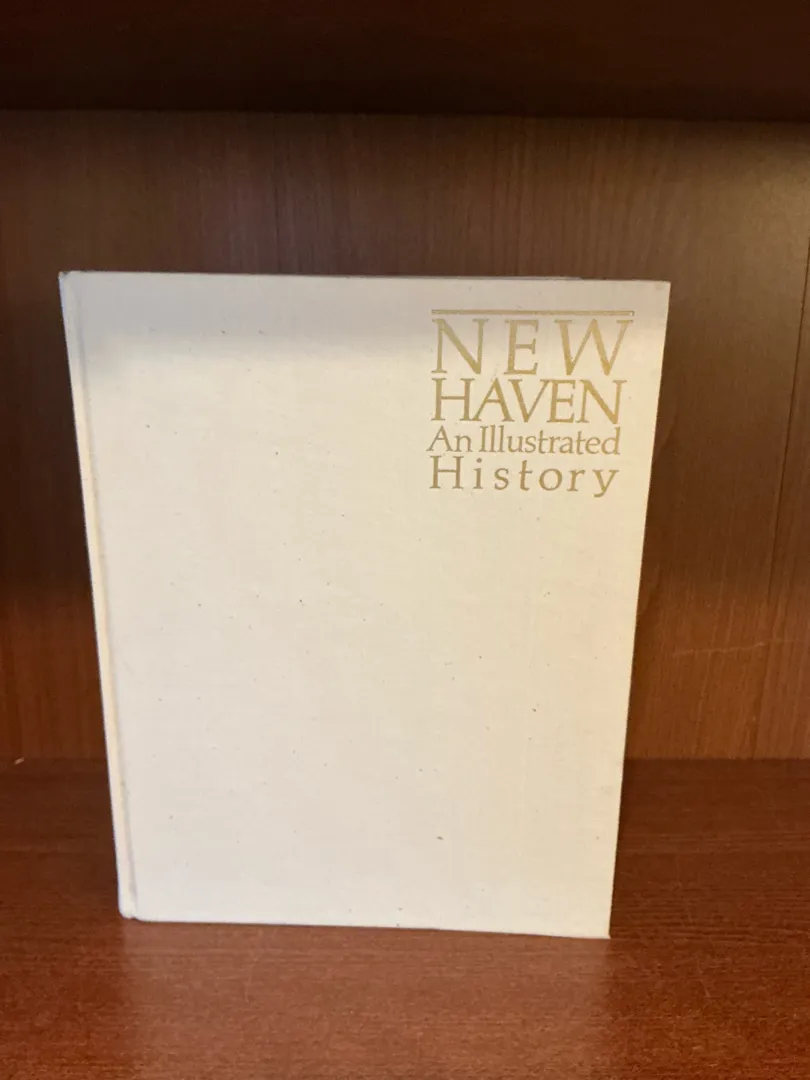 NEW
HAVEN
An Illustrated
History